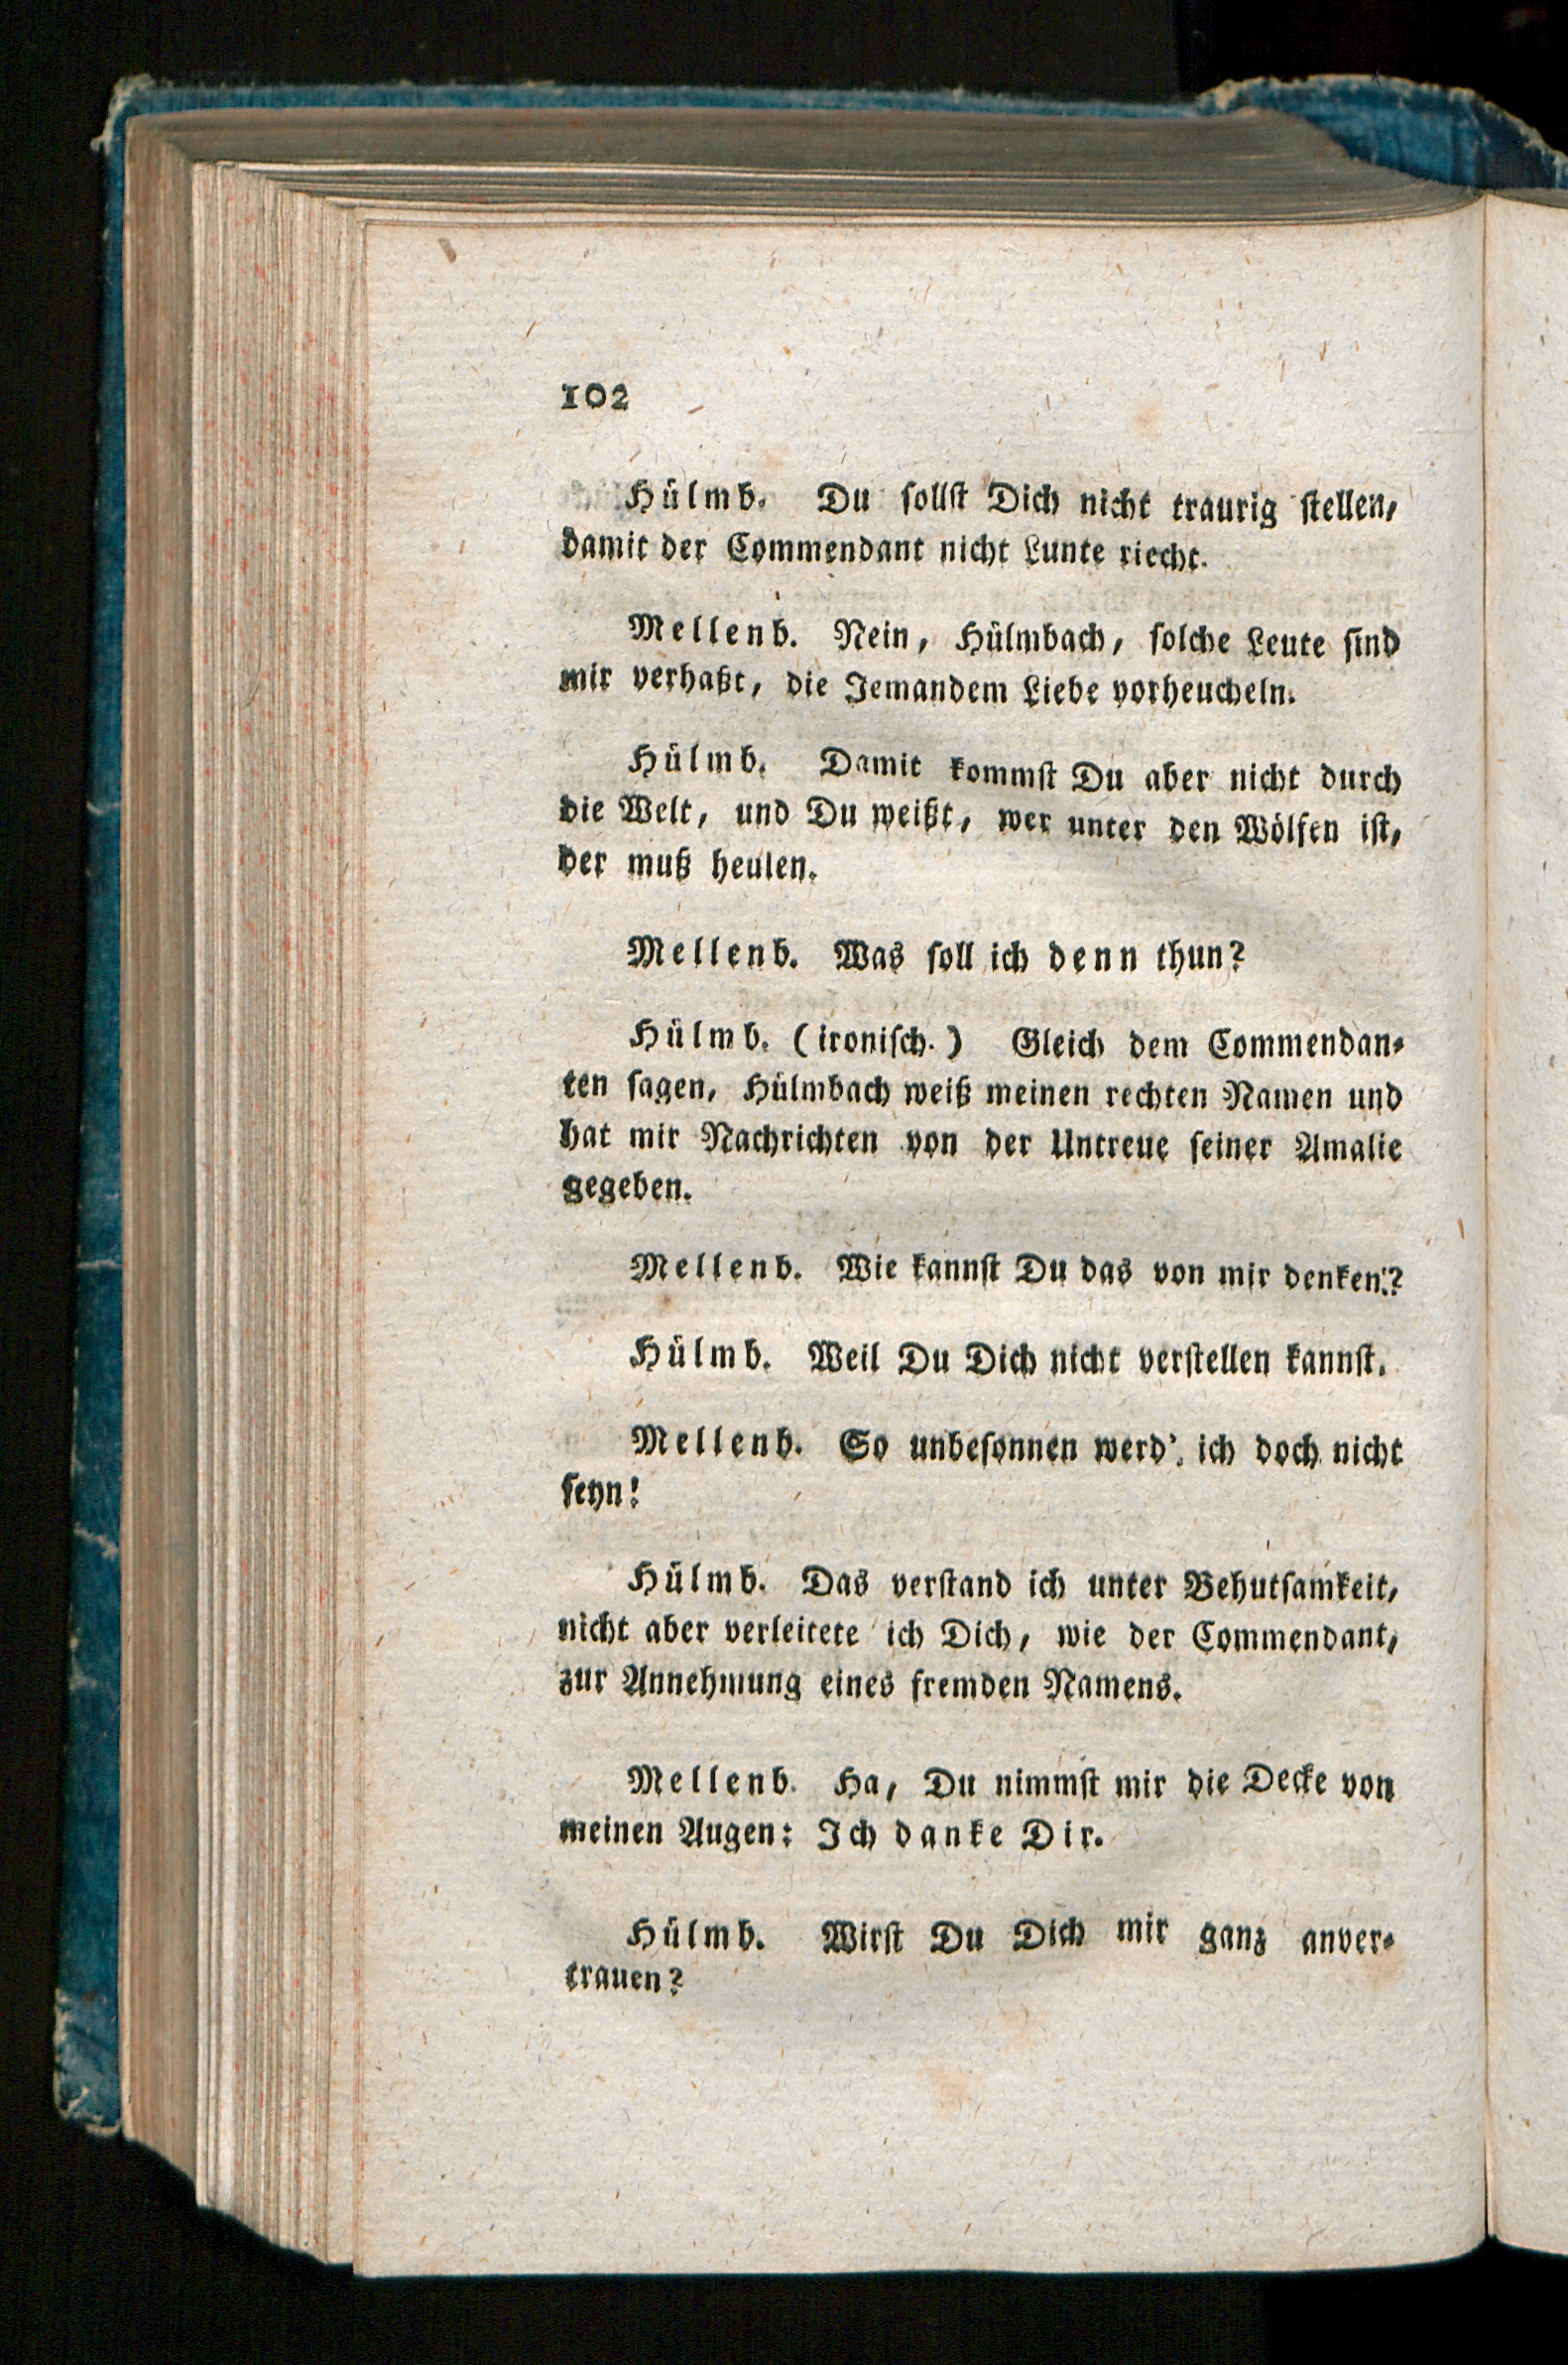 102
Hülmb. Du sollst Dich nicht traurig stellen,
damit der Commendant nicht Lunte riecht.
Mellenb. Nein, Hülmbach, solche Leute sind
mir verhaßt, die Jemandem Liebe vorheucheln.
Hülmb. Damit kommst Du aber nicht durch
die Welt, und Du weißt, wer unter den Wölfen ist,
der muß heulen.
Mellenb. Was soll ich denn thun?
Hülmb. (ironisch.) Gleich dem Commendan-
ten sagen, Hülmbach weiß meinen rechten Namen und
hat mir Nachrichten von der Untreue seiner Amalie
gegeben.
Mellenb. Wie kannst Du das von mir denken?
Hülmb. Weil Du Dich nicht verstellen kannst.
Mellenb. So unbesonnen werd' ich doch nicht
seyn!
Hülmb. Das verstand ich unter Behutsamkeit,
nicht aber verleitete ich Dich, wie der Commendant,
zur Annehmung eines fremden Namens.
Mellenb. Ha, Du nimmst mir die Decke von
meinen Augen: Ich danke Dir.
Hülmb. Wirst Du Dich mir ganz anver-
trauen?